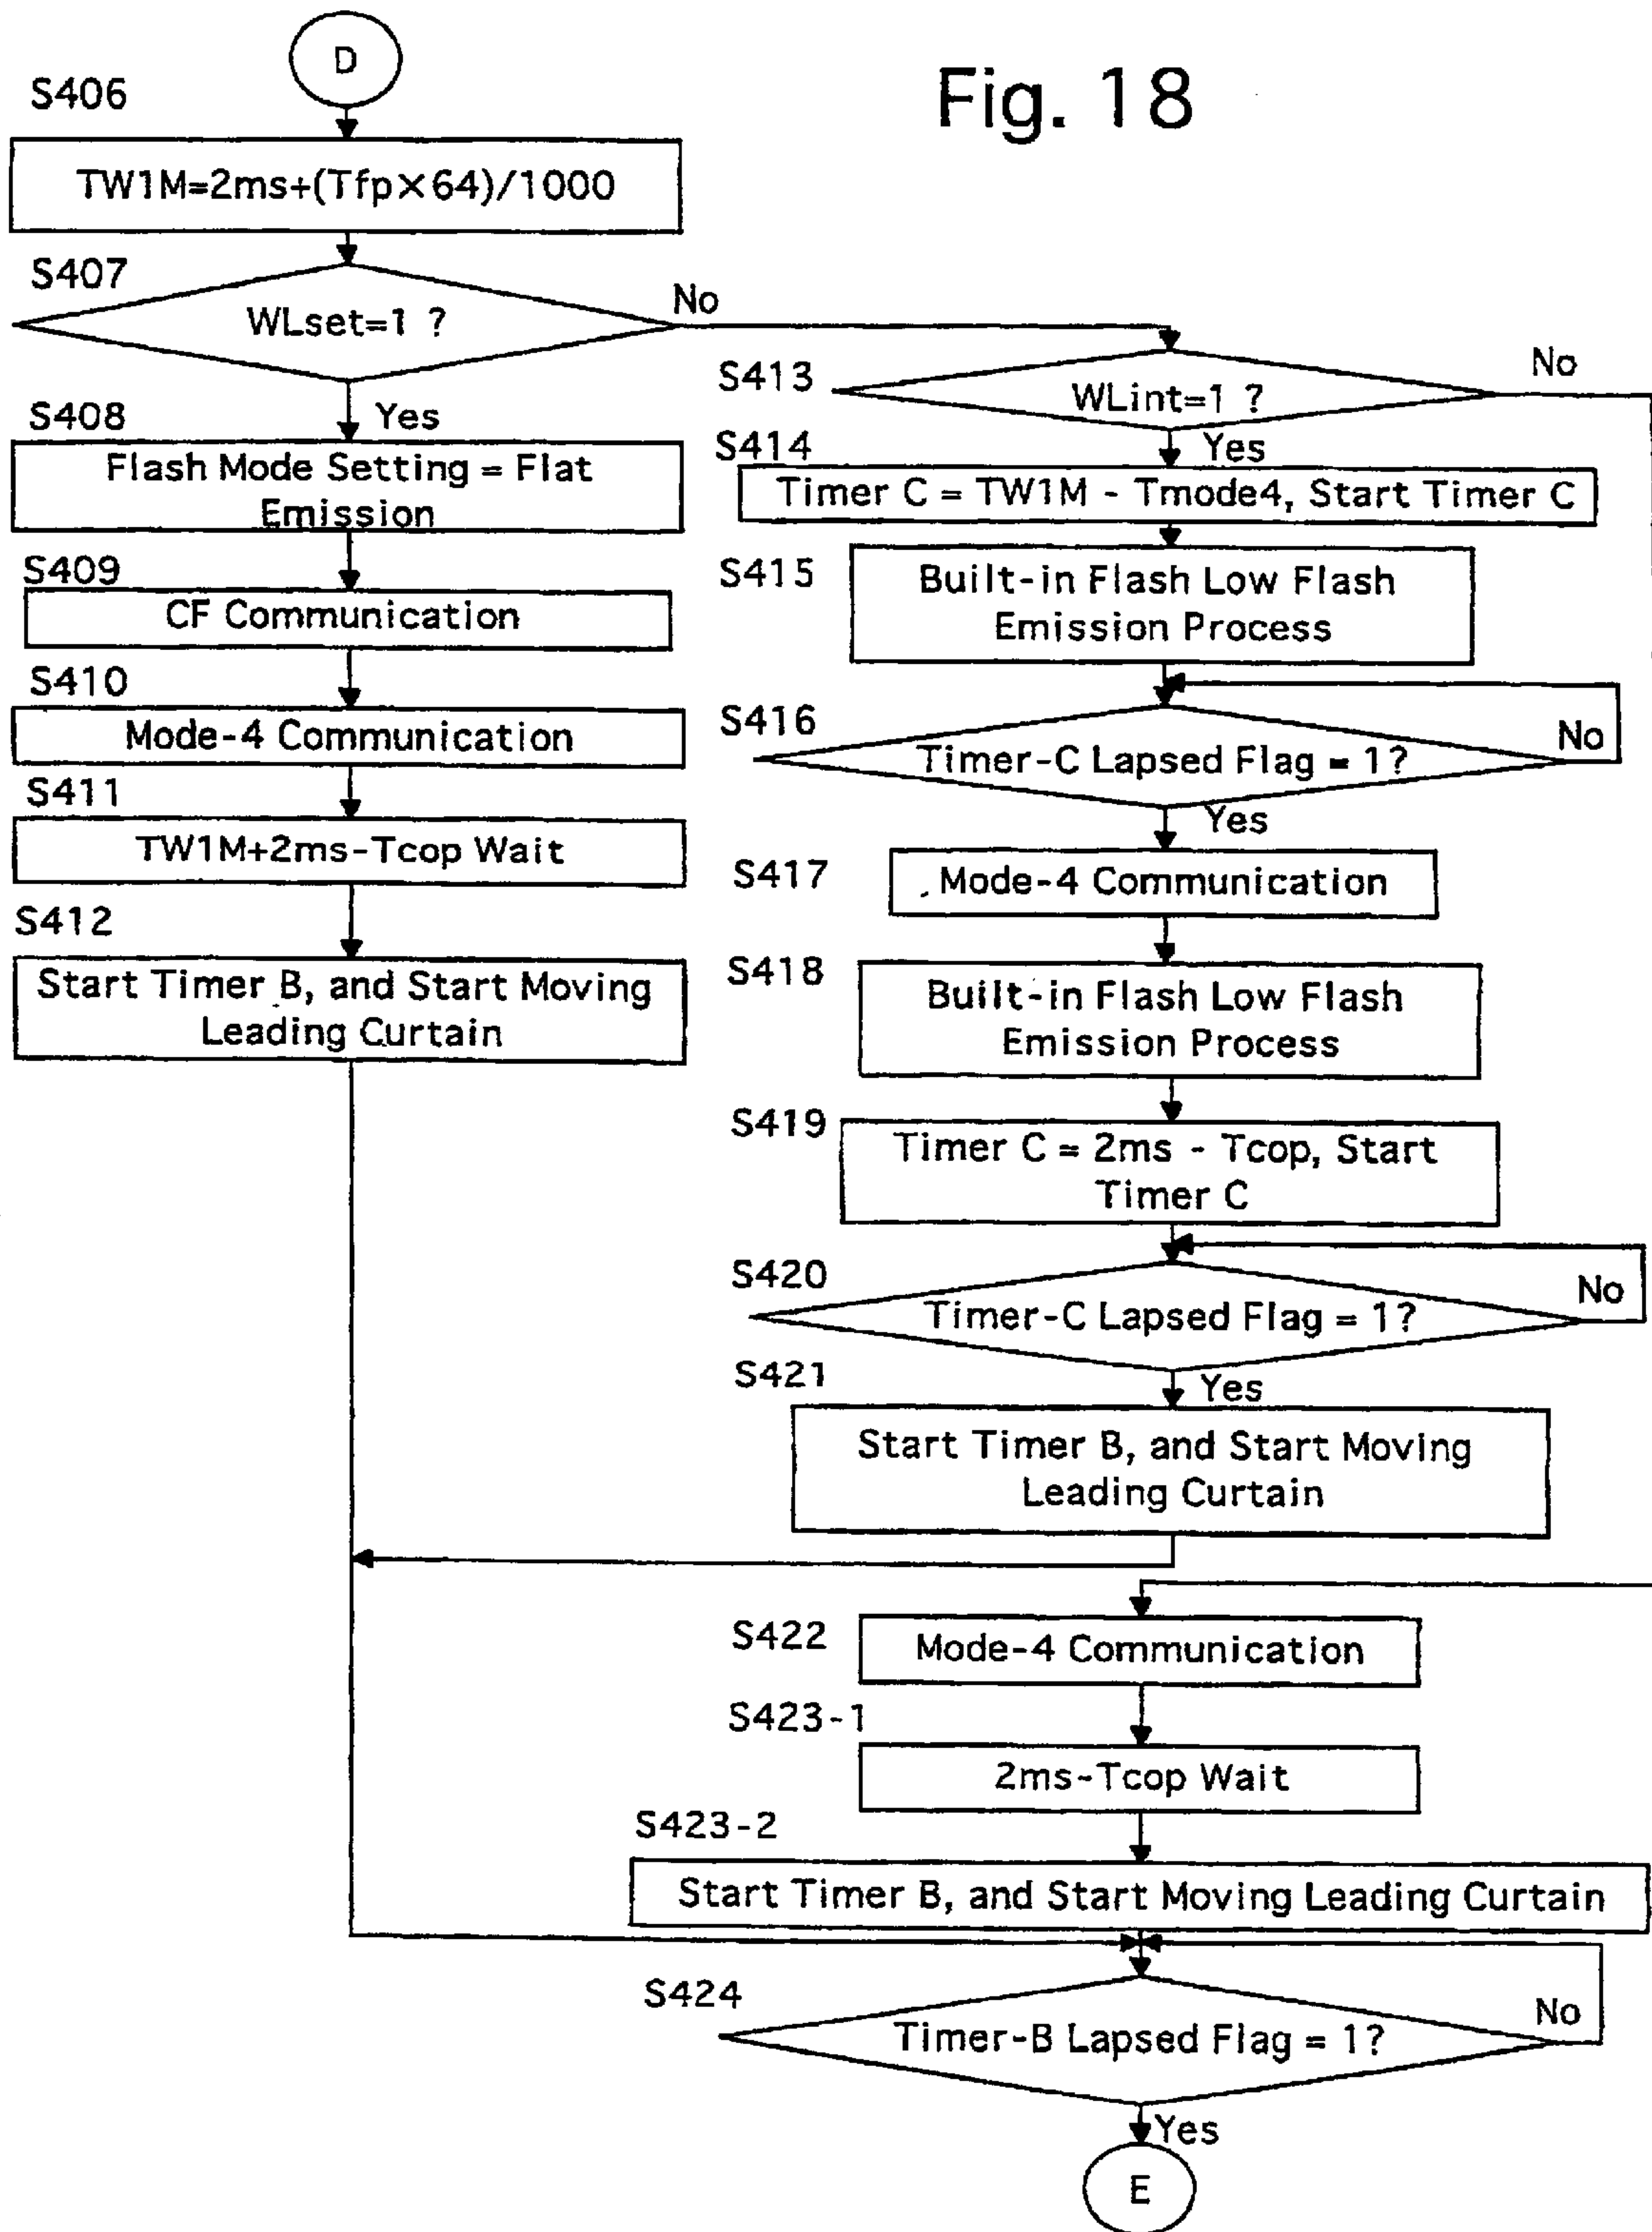 Fig. 18
D
S406
TW1M=2ms+(Tfp×64)/1000
S407
WLset=1 ?
No
Yes
S408
Flash Mode Setting = Flat
Emission
S409
CF Communication
S410
Mode-4 Communication
S411
TW1M+2ms-Tcop Wait
S412
Start Timer B, and Start Moving
Leading Curtain
S413
WLint=1 ?
No
Yes
S414
Timer C = TW1M - Tmode4, Start Timer C
S415
Built-in Flash Low Flash
Emission Process
S416
Timer-C Lapsed Flag = 1?
No
Yes
S417
Mode-4 Communication
S418
Built-in Flash Low Flash
Emission Process
S419
Timer C = 2ms - Tcop, Start
Timer C
S420
Timer-C Lapsed Flag = 1?
No
S421
Yes
Start Timer B, and Start Moving
Leading Curtain
S422
Mode-4 Communication
S423-1
2ms-Tcop Wait
S423-2
Start Timer B, and Start Moving Leading Curtain
S424
Timer-B Lapsed Flag = 1?
No
Yes
E